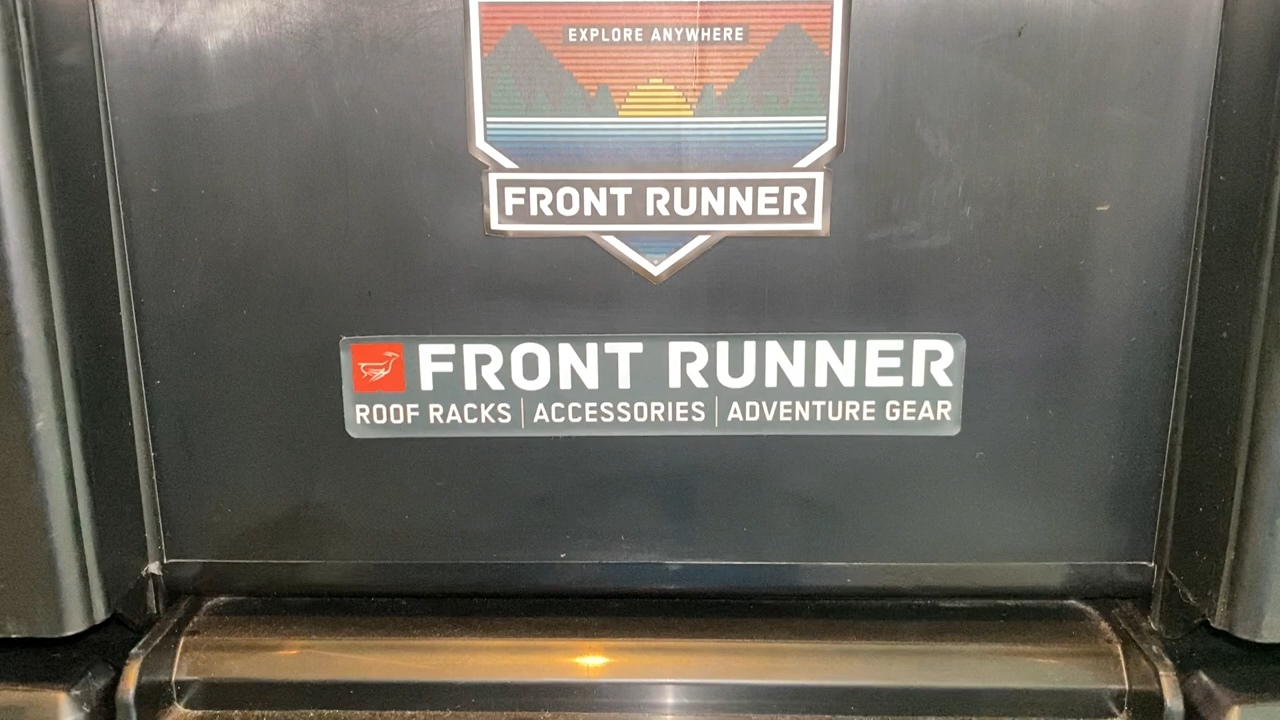 EXPLORE ANYWHERE
FRONT RUNNER
FRONT RUNNER
ROOF RACKS | ACCESSORIES | ADVENTURE GEAR